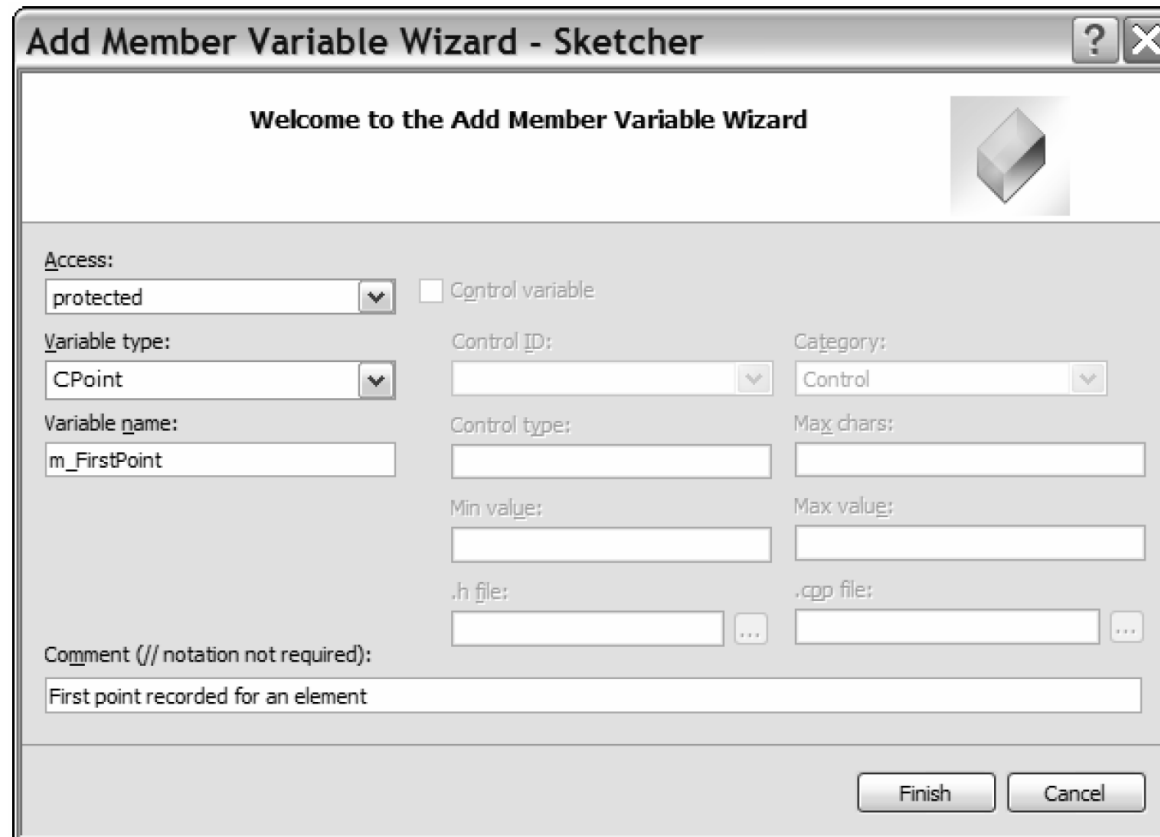 Add Member Variable Wizard - Sketcher
Welcome to the Add Member Variable Wizard
Access:
protected
Control variable
Variable type:
Control ID:
Category:
CPoint
Control
Variable name:
Control type:
Max chars:
m_FirstPoint
Min value:
Max value:
.h file:
.cpp file:
...
...
Comment (// notation not required):
First point recorded for an element
Finish
Cancel